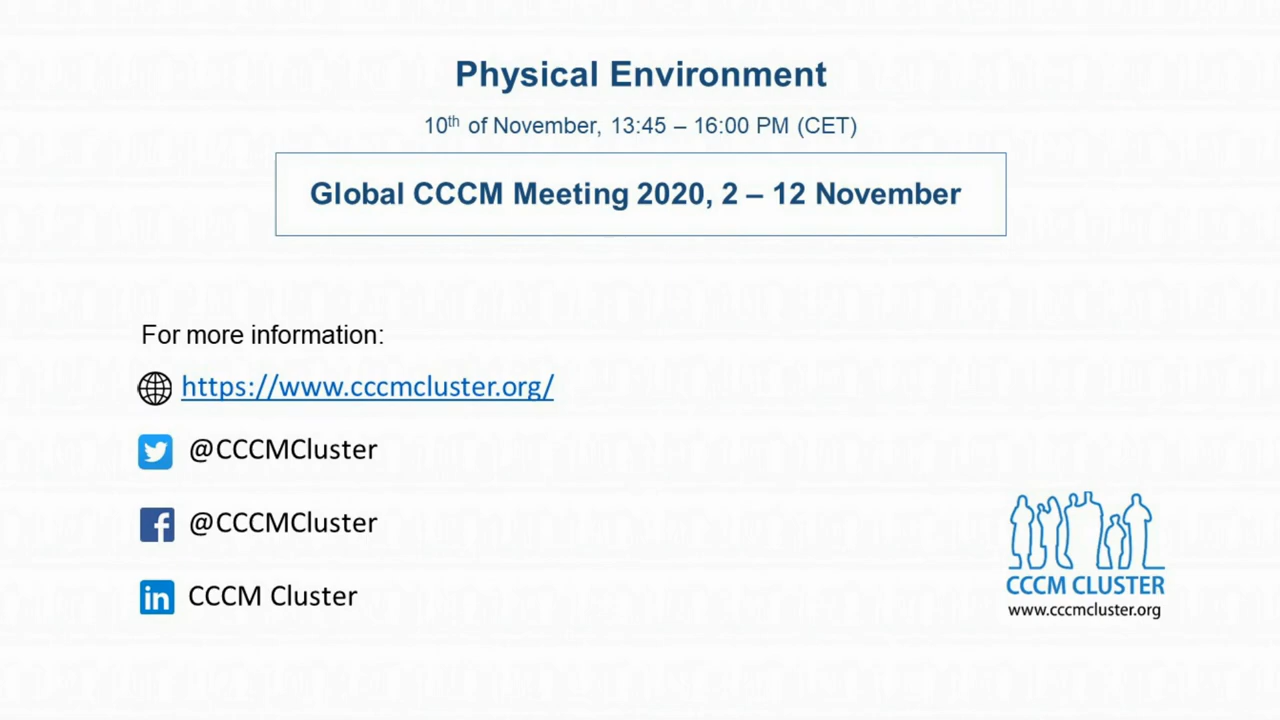 Physical Environment
10th of November, 13:45 – 16:00 PM (CET)
Global CCCM Meeting 2020, 2 – 12 November
For more information:
https://www.cccmcluster.org/
@CCCMCluster
@CCCMCluster
in CCCM Cluster
CCCM CLUSTER
www.cccmcluster.org